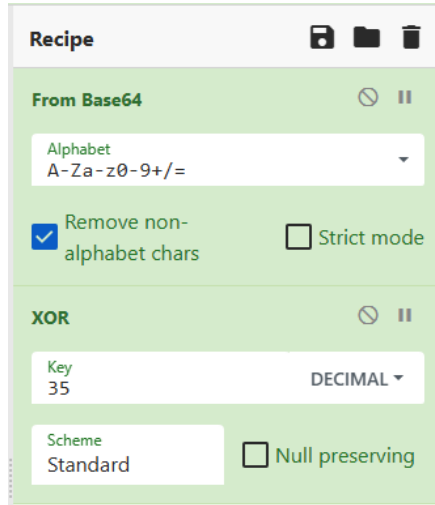 Recipe
From Base64
Alphabet
A-Za-z0-9+/=
Remove non-
alphabet chars
Strict mode
XOR
Key
35
DECIMAL
Scheme
Standard
Null preserving